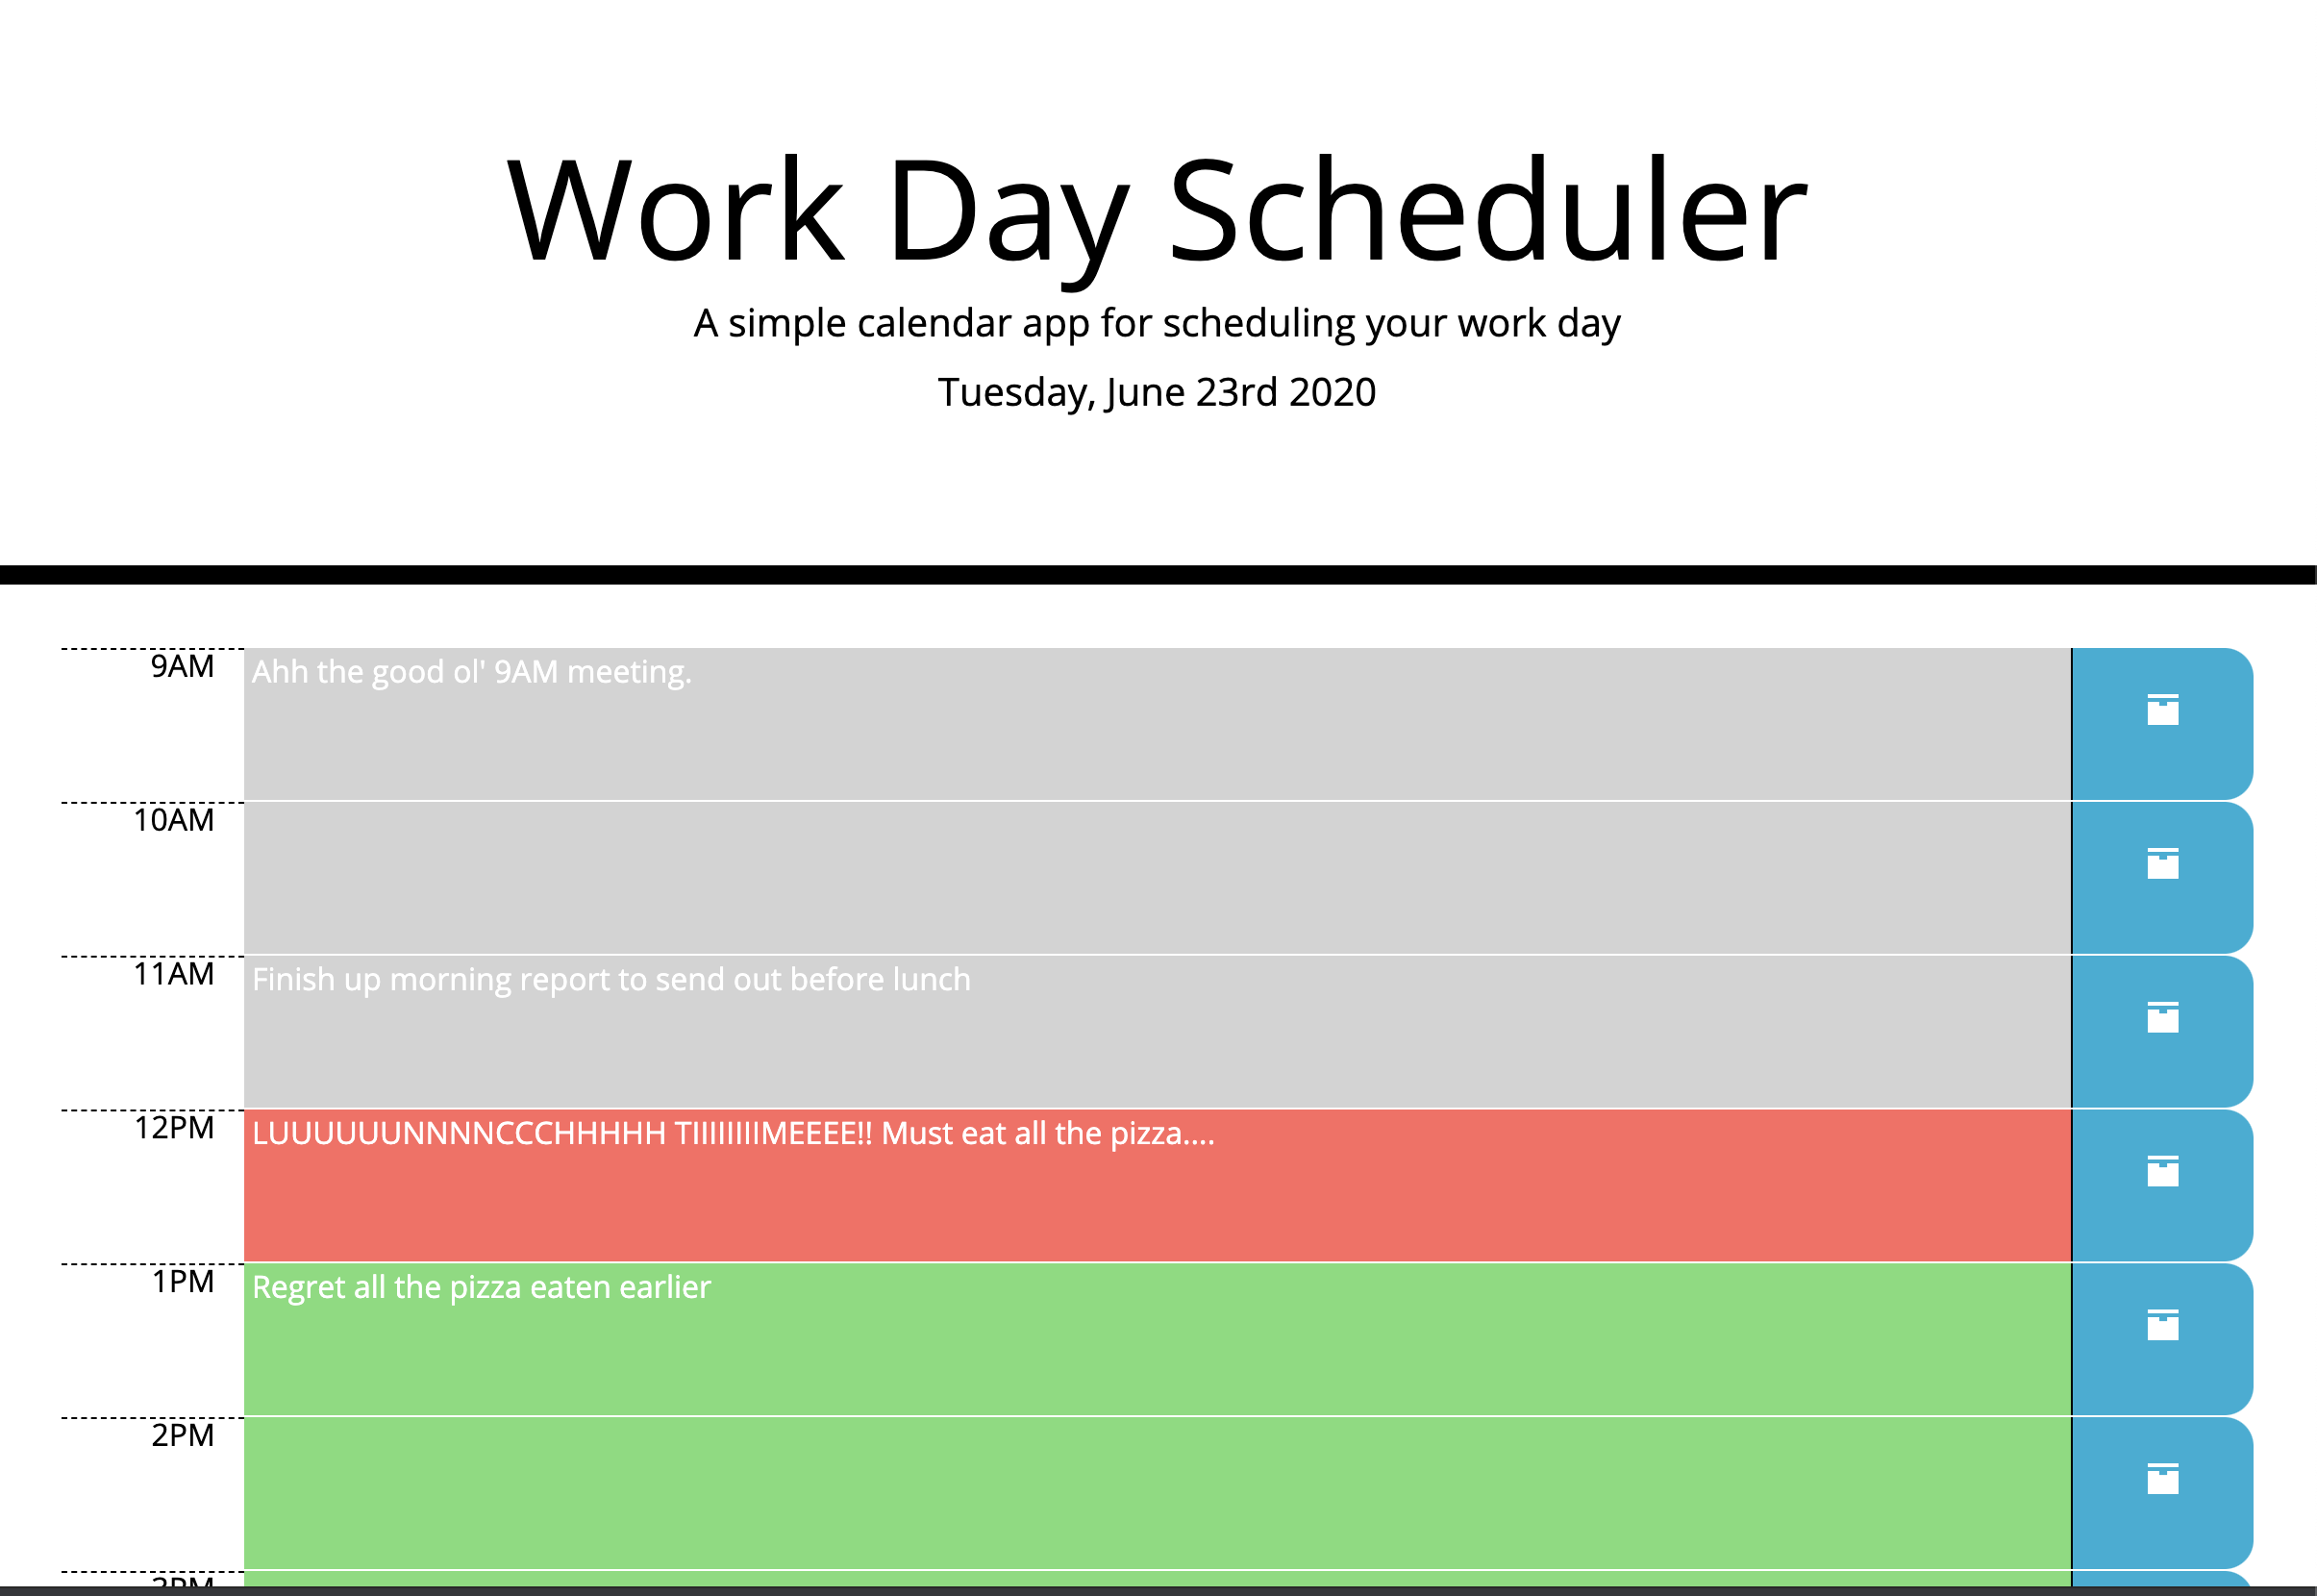 Work Day Scheduler
A simple calendar app for scheduling your work day
Tuesday, June 23rd 2020
9AM Ahh the good ol' 9AM meeting.
10AM
11AM Finish up morning report to send out before lunch
12PM LUUUUUUNNNNCCCHHHHH TIIIIIIIIMEEEE!! Must eat all the pizza....
1PM Regret all the pizza eaten earlier
2PM
3PM